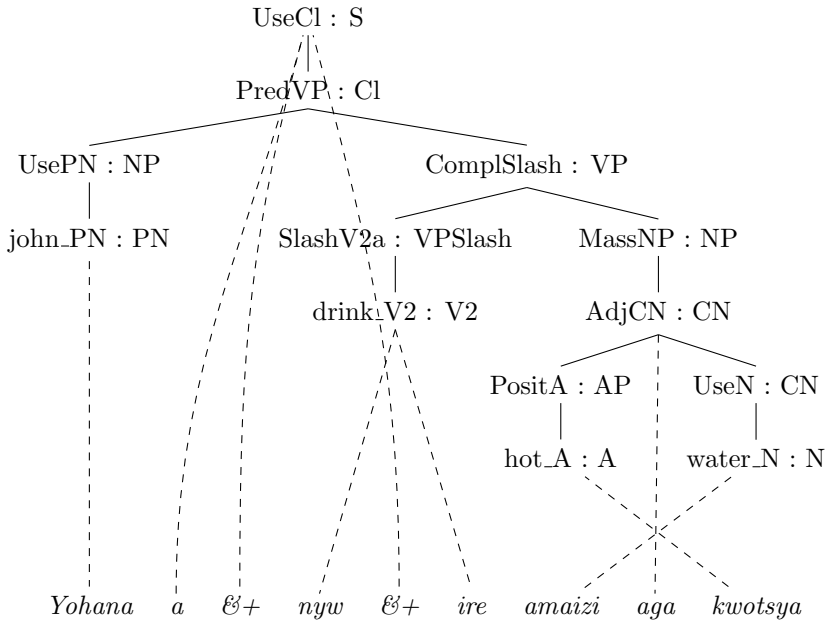 UseCl : S
PredVP : Cl
UsePN : NP ComplSlash : VP
john_PN : PN SlashV2a : VPSlash MassNP : NP
drink_V2 : V2 AdjCN : CN
PositA : AP UseN : CN
hot_A : A water_N : N
Yohana a &+ nyw &+ ire amaizi aga kwotsya